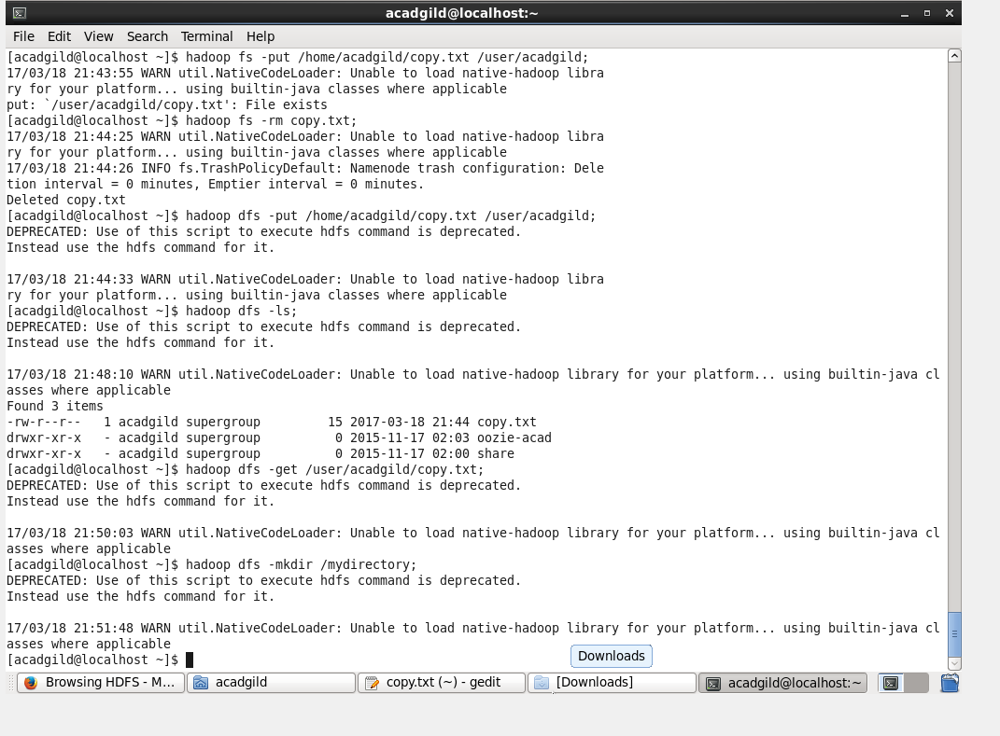 acadgild@localhost:~
File Edit View Search Terminal Help
[acadgild@localhost ~]$ hadoop fs -put /home/acadgild/copy.txt /user/acadgild;
17/03/18 21:43:55 WARN util.NativeCodeLoader: Unable to load native-hadoop libra
ry for your platform... using builtin-java classes where applicable
put: `/user/acadgild/copy.txt': File exists
[acadgild@localhost ~]$ hadoop fs -rm copy.txt;
17/03/18 21:44:25 WARN util.NativeCodeLoader: Unable to load native-hadoop libra
ry for your platform... using builtin-java classes where applicable
17/03/18 21:44:26 INFO fs.TrashPolicyDefault: Namenode trash configuration: Dele
tion interval = 0 minutes, Emptier interval = 0 minutes.
Deleted copy.txt
[acadgild@localhost ~]$ hadoop dfs -put /home/acadgild/copy.txt /user/acadgild;
DEPRECATED: Use of this script to execute hdfs command is deprecated.
Instead use the hdfs command for it.
17/03/18 21:44:33 WARN util.NativeCodeLoader: Unable to load native-hadoop libra
ry for your platform... using builtin-java classes where applicable
[acadgild@localhost ~]$ hadoop dfs -ls;
DEPRECATED: Use of this script to execute hdfs command is deprecated.
Instead use the hdfs command for it.
17/03/18 21:48:10 WARN util.NativeCodeLoader: Unable to load native-hadoop library for your platform... using builtin-java cl
asses where applicable
Found 3 items
-rw-r--r--   1 acadgild supergroup         15 2017-03-18 21:44 copy.txt
drwxr-xr-x   - acadgild supergroup          0 2015-11-17 02:03 oozie-acad
drwxr-xr-x   - acadgild supergroup          0 2015-11-17 02:00 share
[acadgild@localhost ~]$ hadoop dfs -get /user/acadgild/copy.txt;
DEPRECATED: Use of this script to execute hdfs command is deprecated.
Instead use the hdfs command for it.
17/03/18 21:50:03 WARN util.NativeCodeLoader: Unable to load native-hadoop library for your platform... using builtin-java cl
asses where applicable
[acadgild@localhost ~]$ hadoop dfs -mkdir /mydirectory;
DEPRECATED: Use of this script to execute hdfs command is deprecated.
Instead use the hdfs command for it.
17/03/18 21:51:48 WARN util.NativeCodeLoader: Unable to load native-hadoop library for your platform... using builtin-java cl
asses where applicable
[acadgild@localhost ~]$
Downloads
Browsing HDFS - M... acadgild copy.txt (~) - gedit [Downloads] acadgild@localhost:~